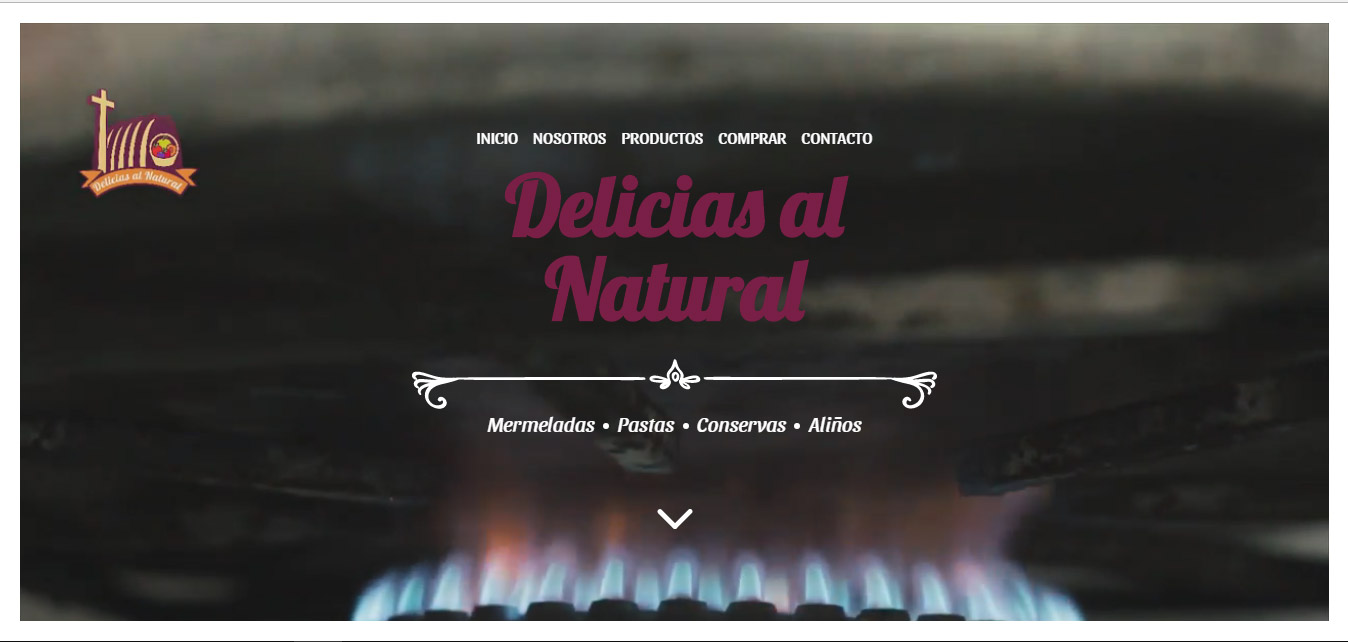 Delicias al Natural
INICIO NOSOTROS PRODUCTOS COMPRAR CONTACTO
Delicias al
Natural
Mermeladas • Pastas • Conservas • Aliños